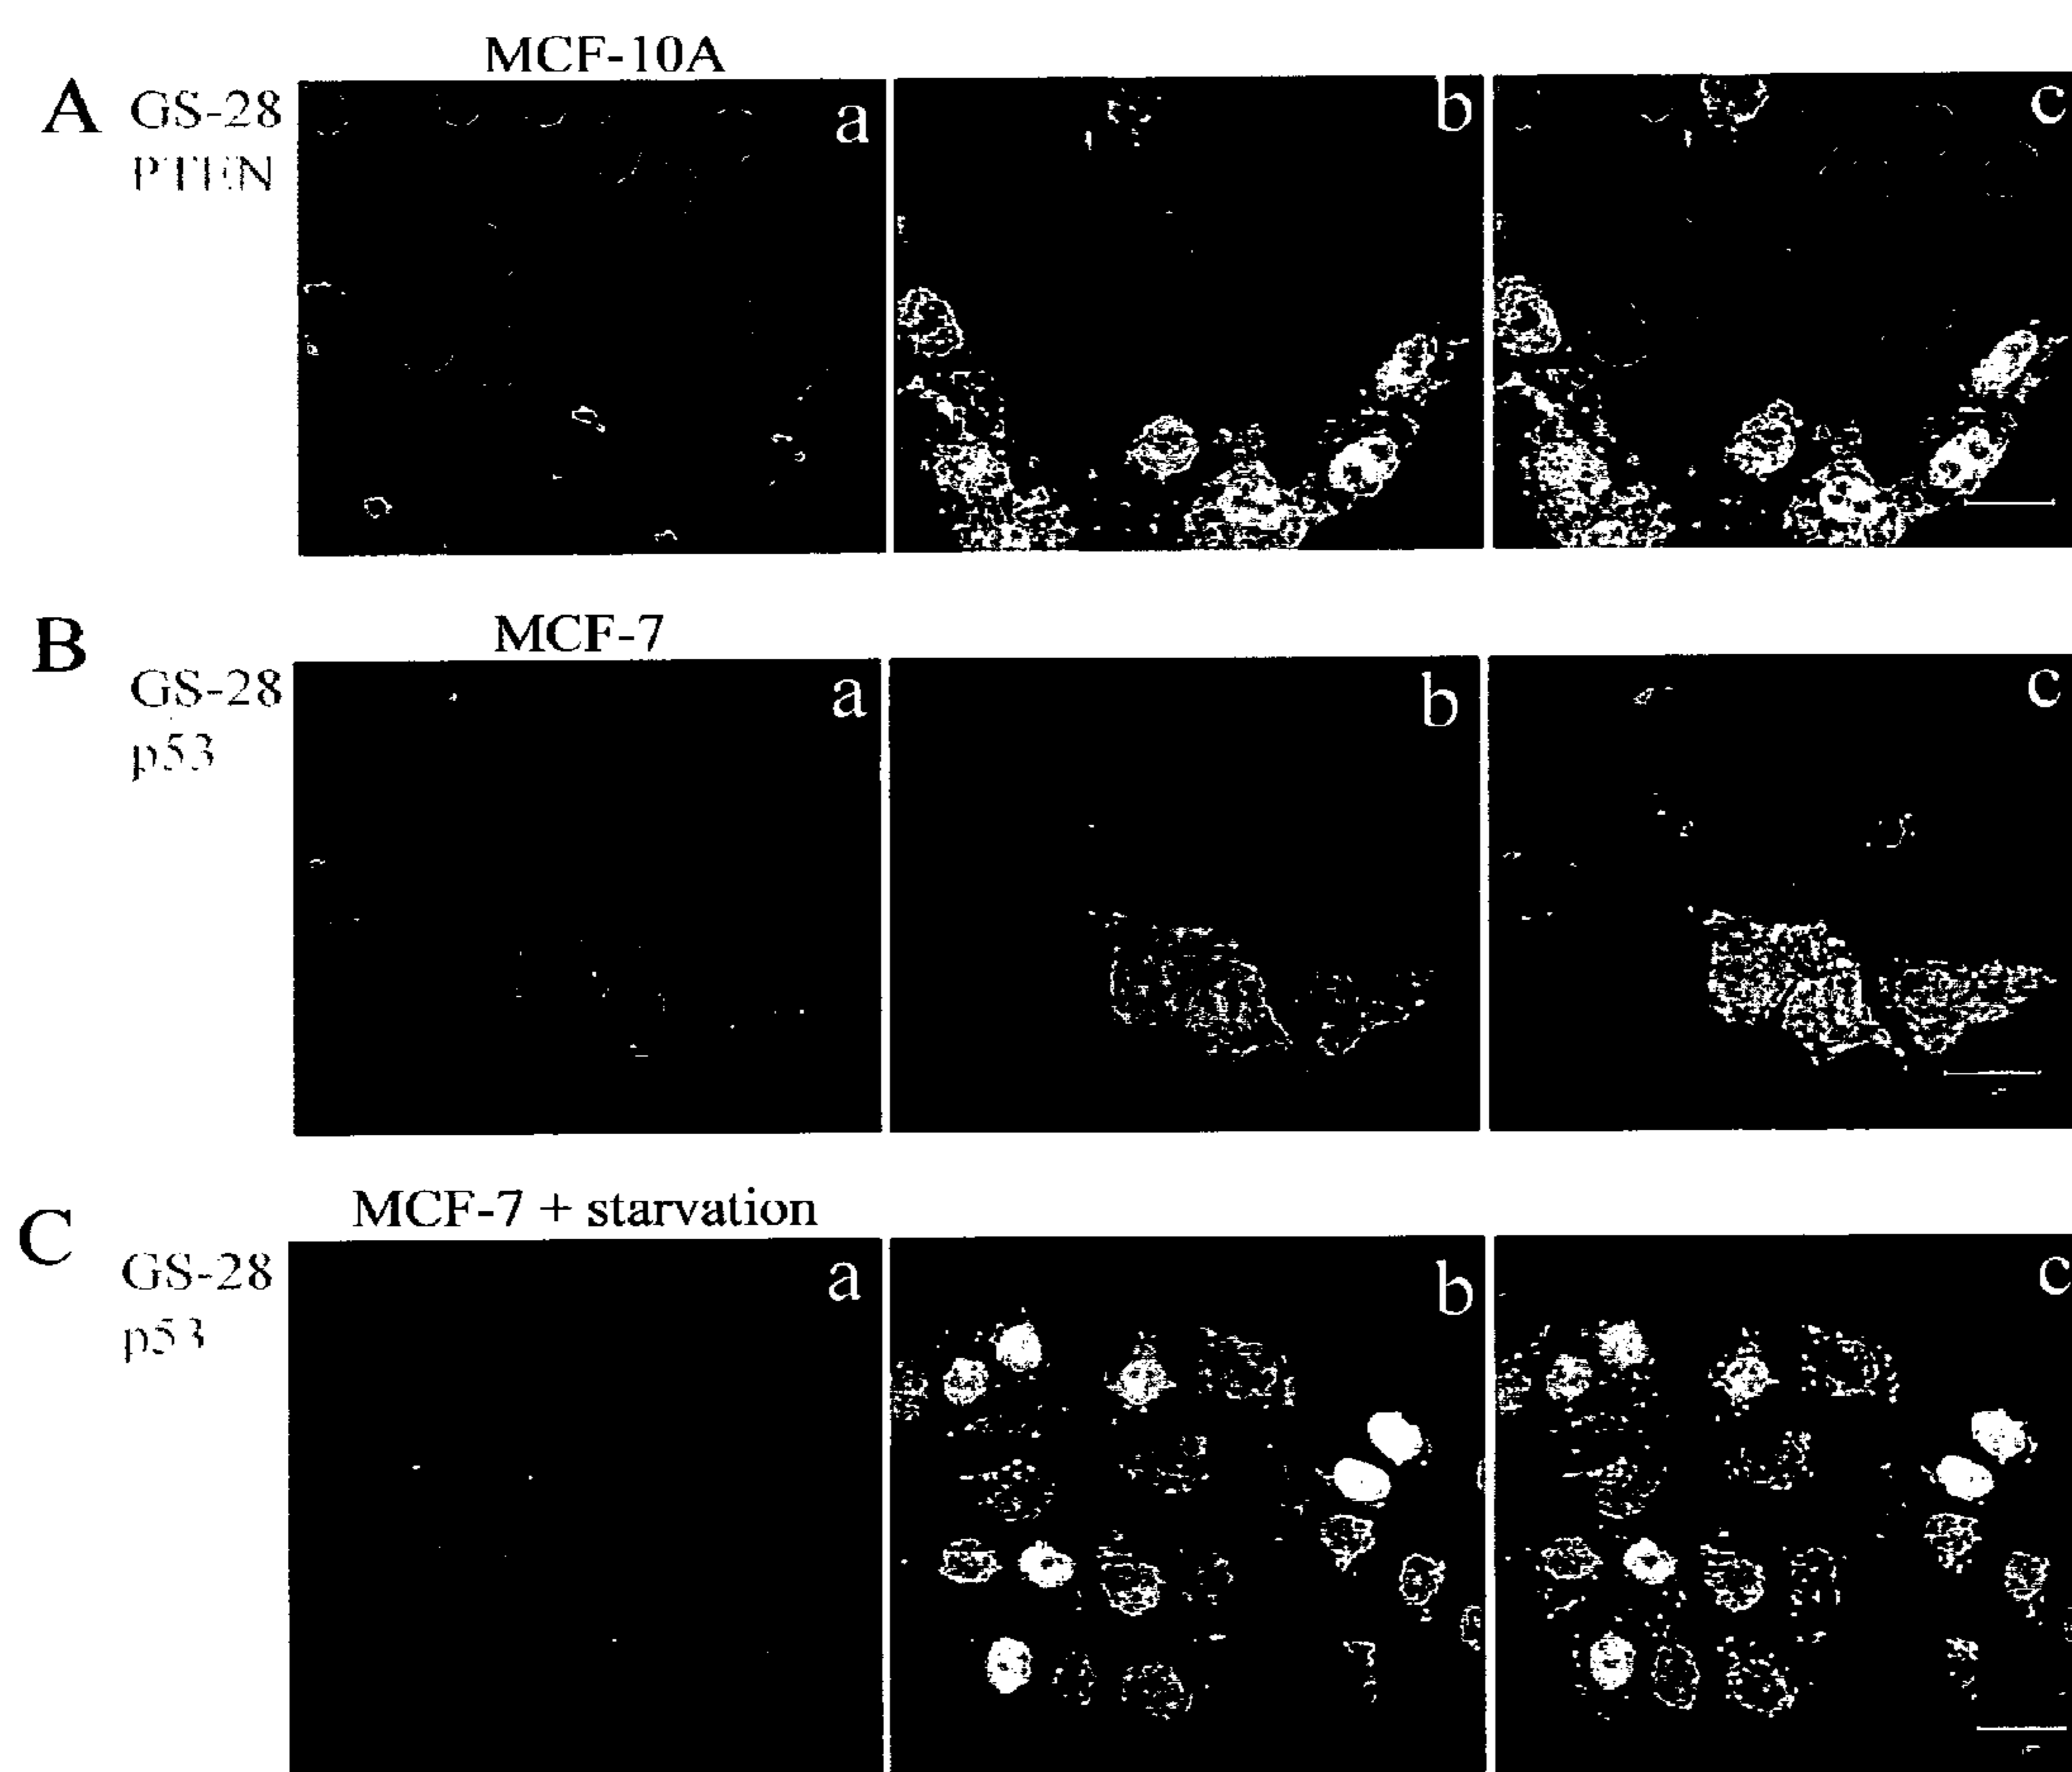 MCF-10A
A
GS-28
PTEN
a
b
c
MCF-7
B
GS-28
p53
a
b
c
MCF-7 + starvation
C
GS-28
p53
a
b
c